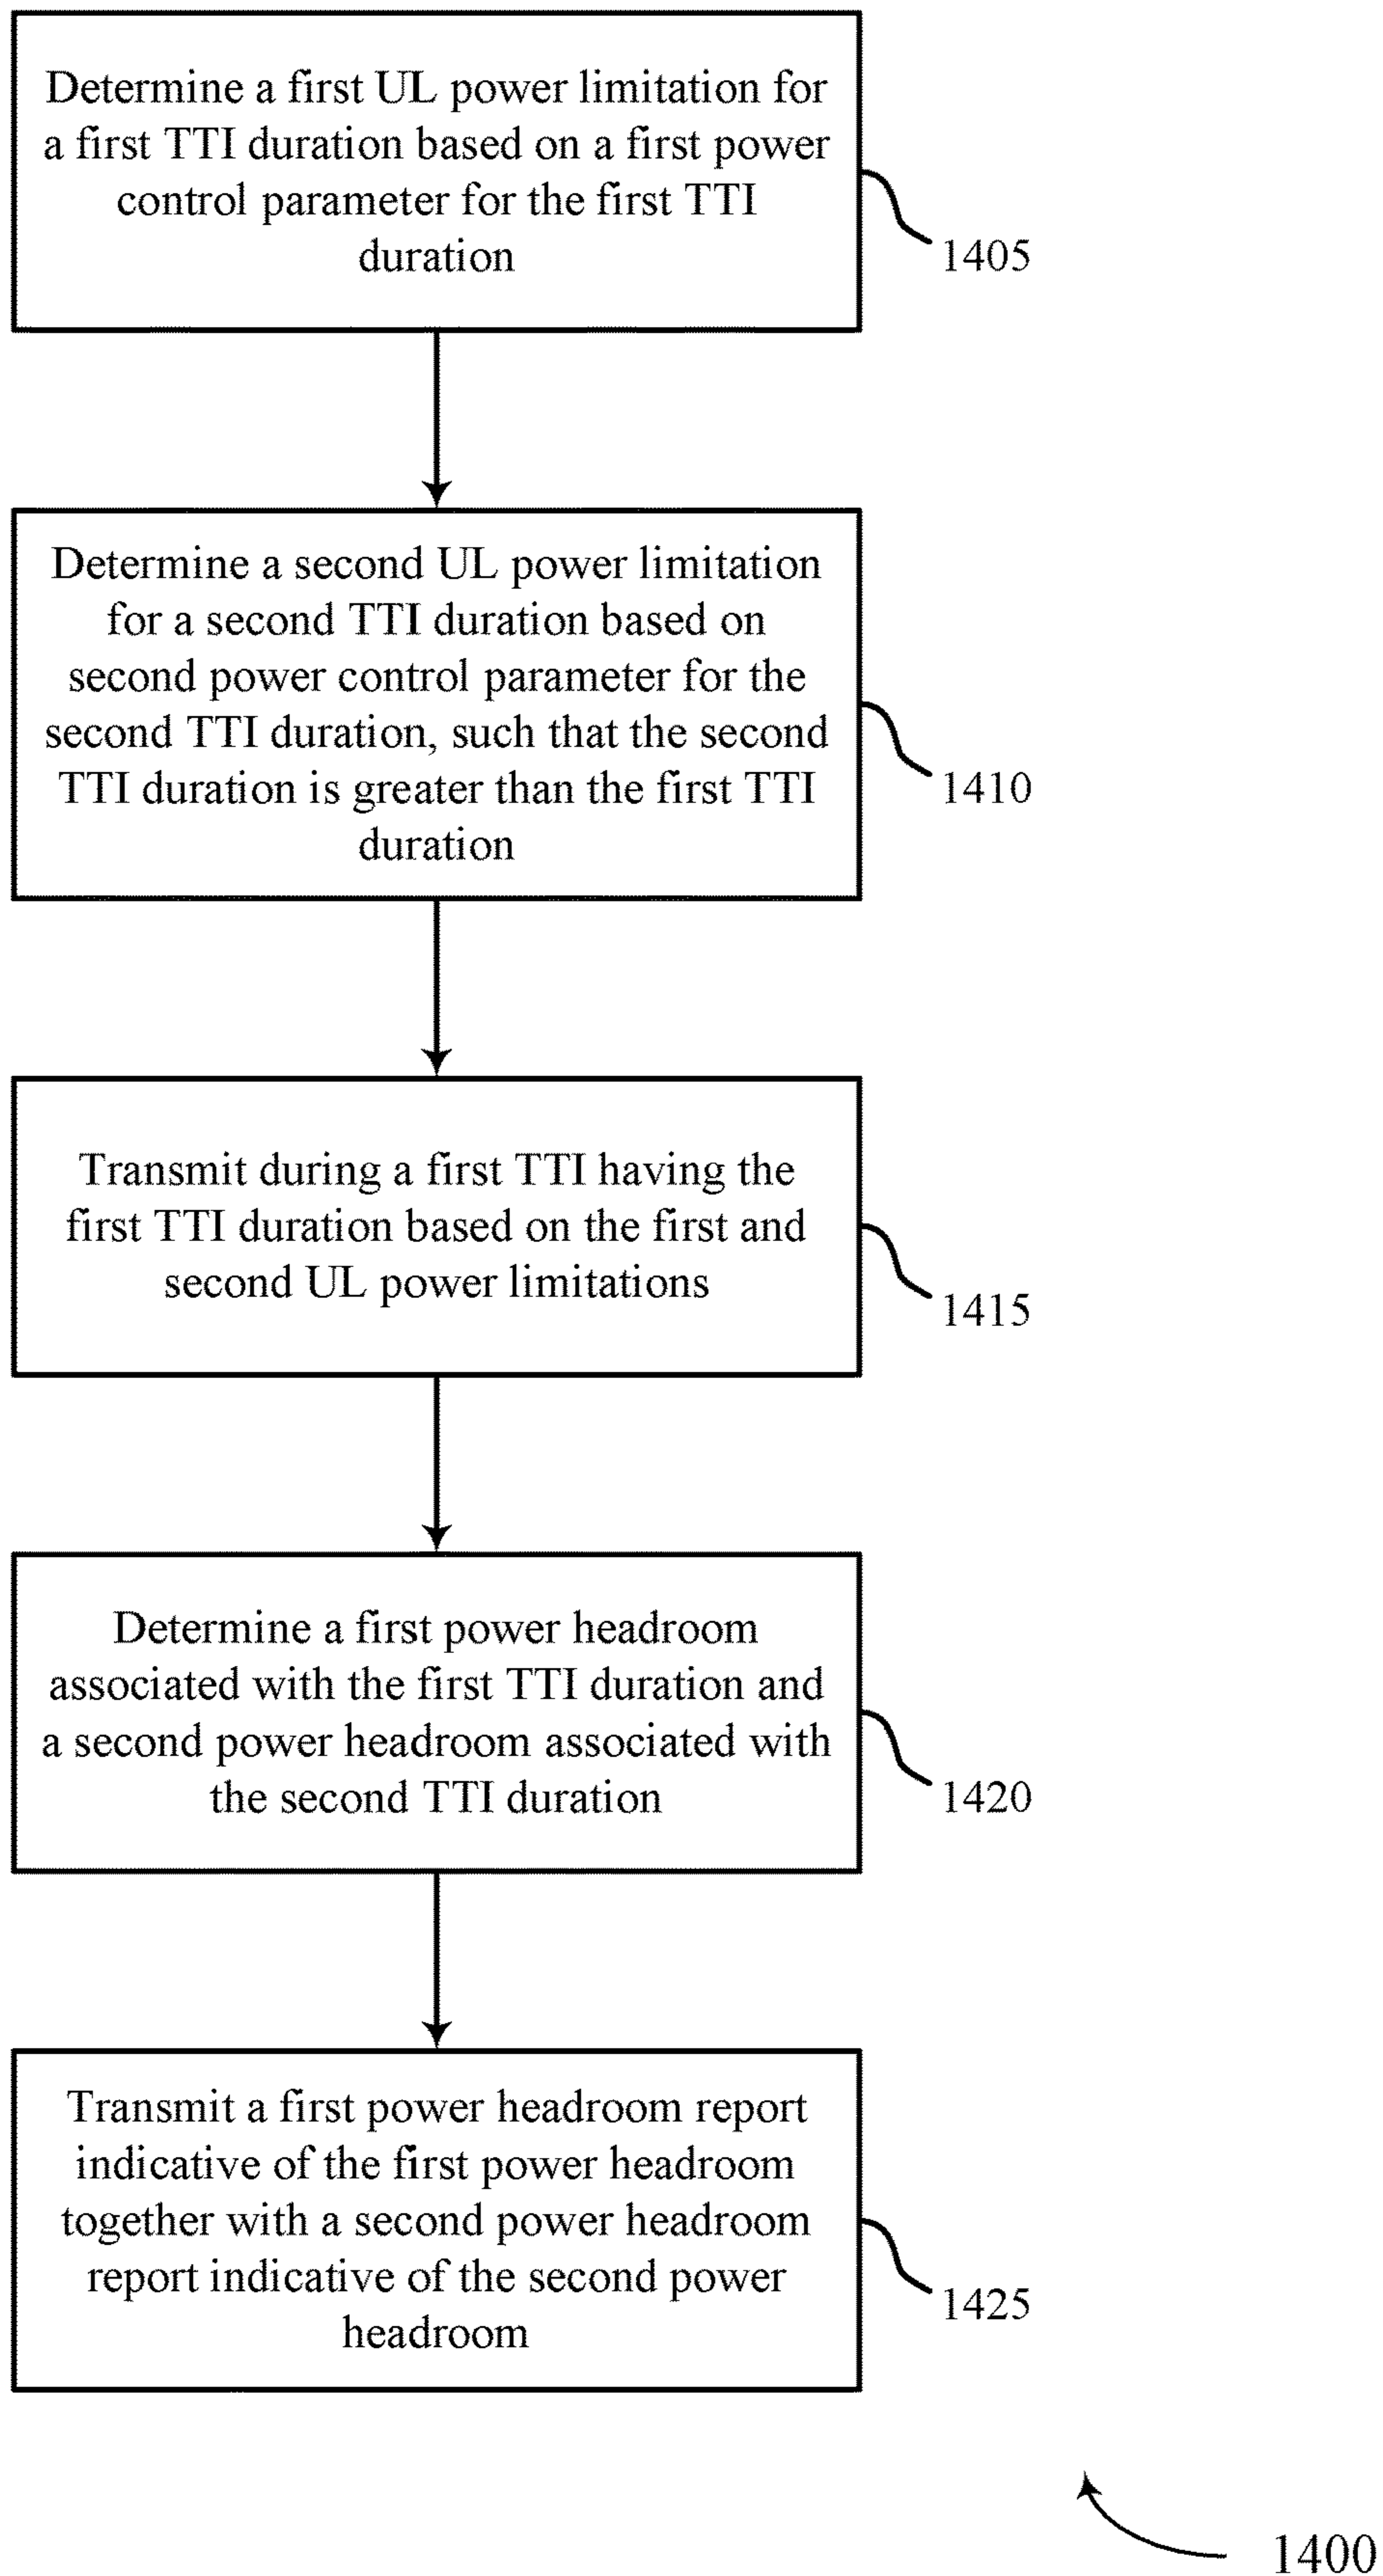 Determine a first UL power limitation for
a first TTI duration based on a first power
control parameter for the first TTI
duration
1405
Determine a second UL power limitation
for a second TTI duration based on
second power control parameter for the
second TTI duration, such that the second
TTI duration is greater than the first TTI
duration
1410
Transmit during a first TTI having the
first TTI duration based on the first and
second UL power limitations
1415
Determine a first power headroom
associated with the first TTI duration and
a second power headroom associated with
the second TTI duration
1420
Transmit a first power headroom report
indicative of the first power headroom
together with a second power headroom
report indicative of the second power
headroom
1425
1400